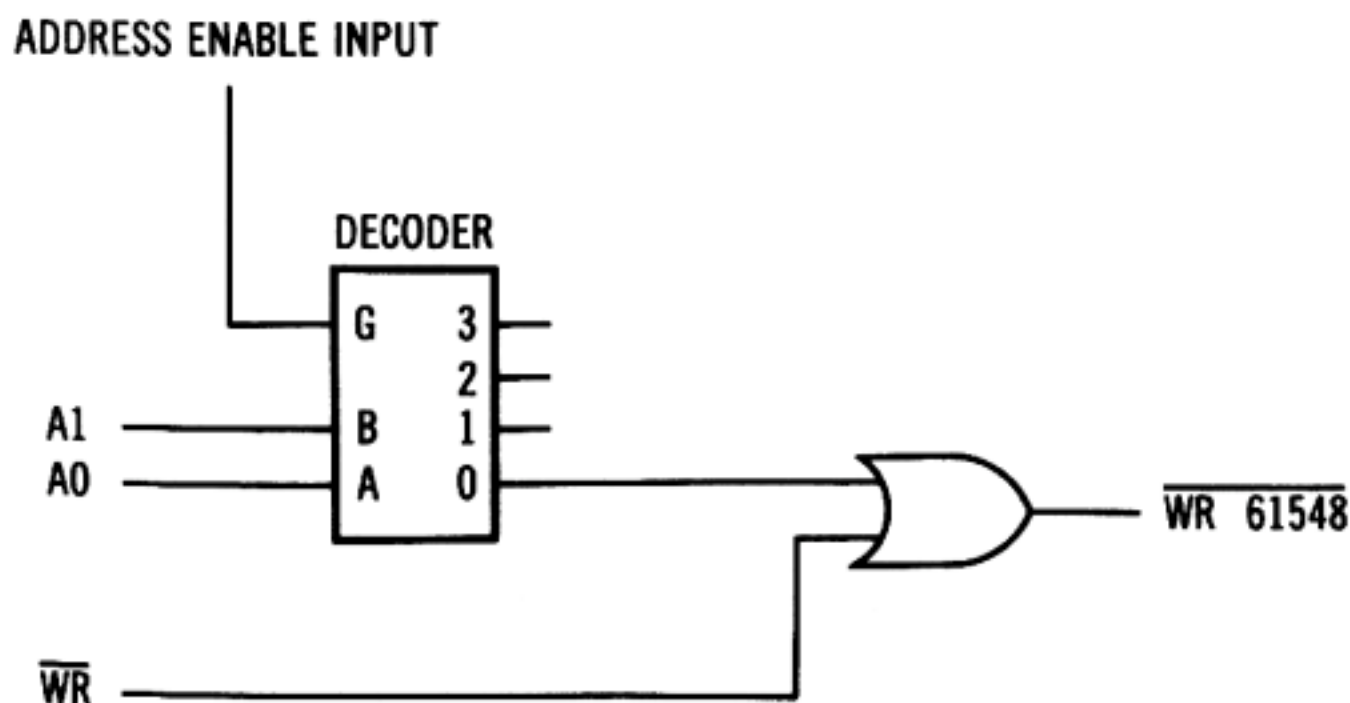 ADDRESS ENABLE INPUT
DECODER
G 3
2
A1 B 1
A0 A 0
WR 61548
WR